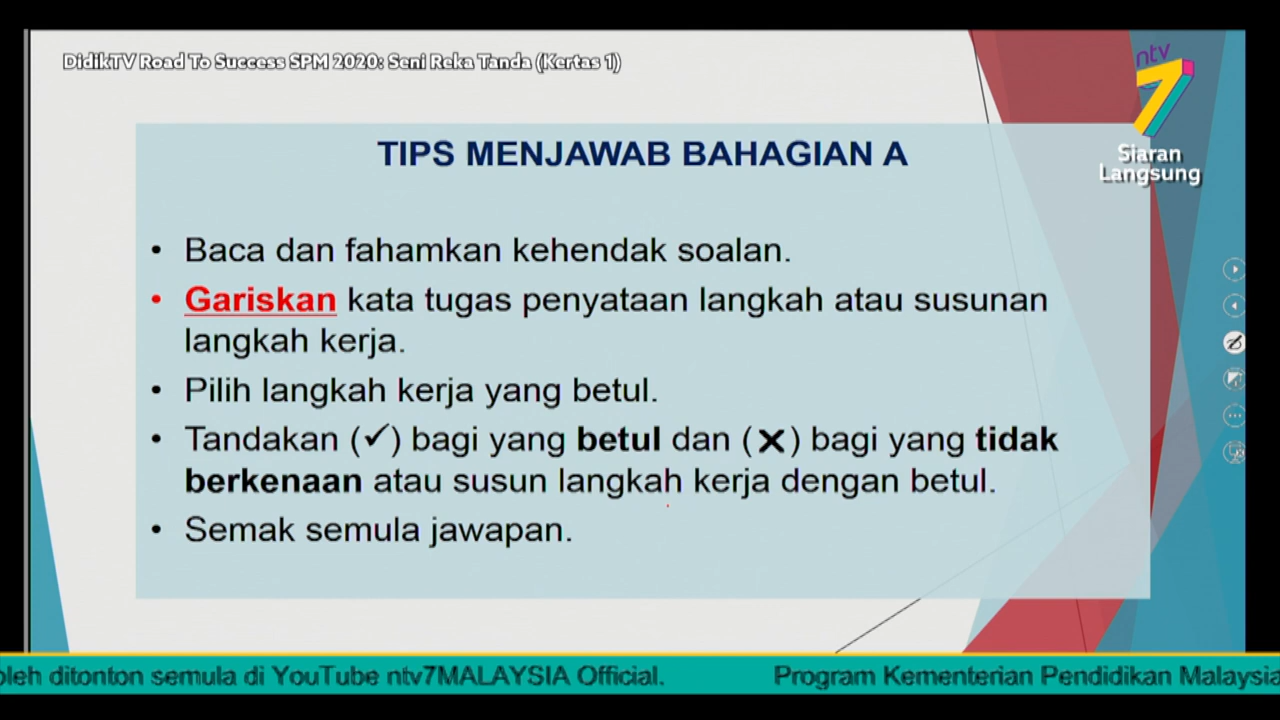 DidikTV Road To Success SPM 2020: Seni Reka Tanda (Kertas 1)
ntv
7
Siaran
Langsung
TIPS MENJAWAB BAHAGIAN A
• Baca dan fahamkan kehendak soalan.
• Gariskan kata tugas penyataan langkah atau susunan
langkah kerja.
• Pilih langkah kerja yang betul.
• Tandakan (✓) bagi yang betul dan (✗) bagi yang tidak
berkenaan atau susun langkah kerja dengan betul.
• Semak semula jawapan.
oleh ditonton semula di YouTube ntv7MALAYSIA Official. Program Kementerian Pendidikan Malaysia